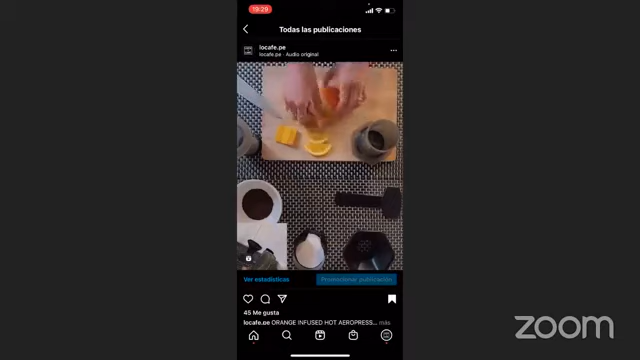 19:29
Todas las publicaciones
locafe.pe
locafe.pe · Audio original
Ver estadísticas
Promocionar publicación
45 Me gusta
locafe.pe ORANGE INFUSED HOT AEROPRESS... más
zoom